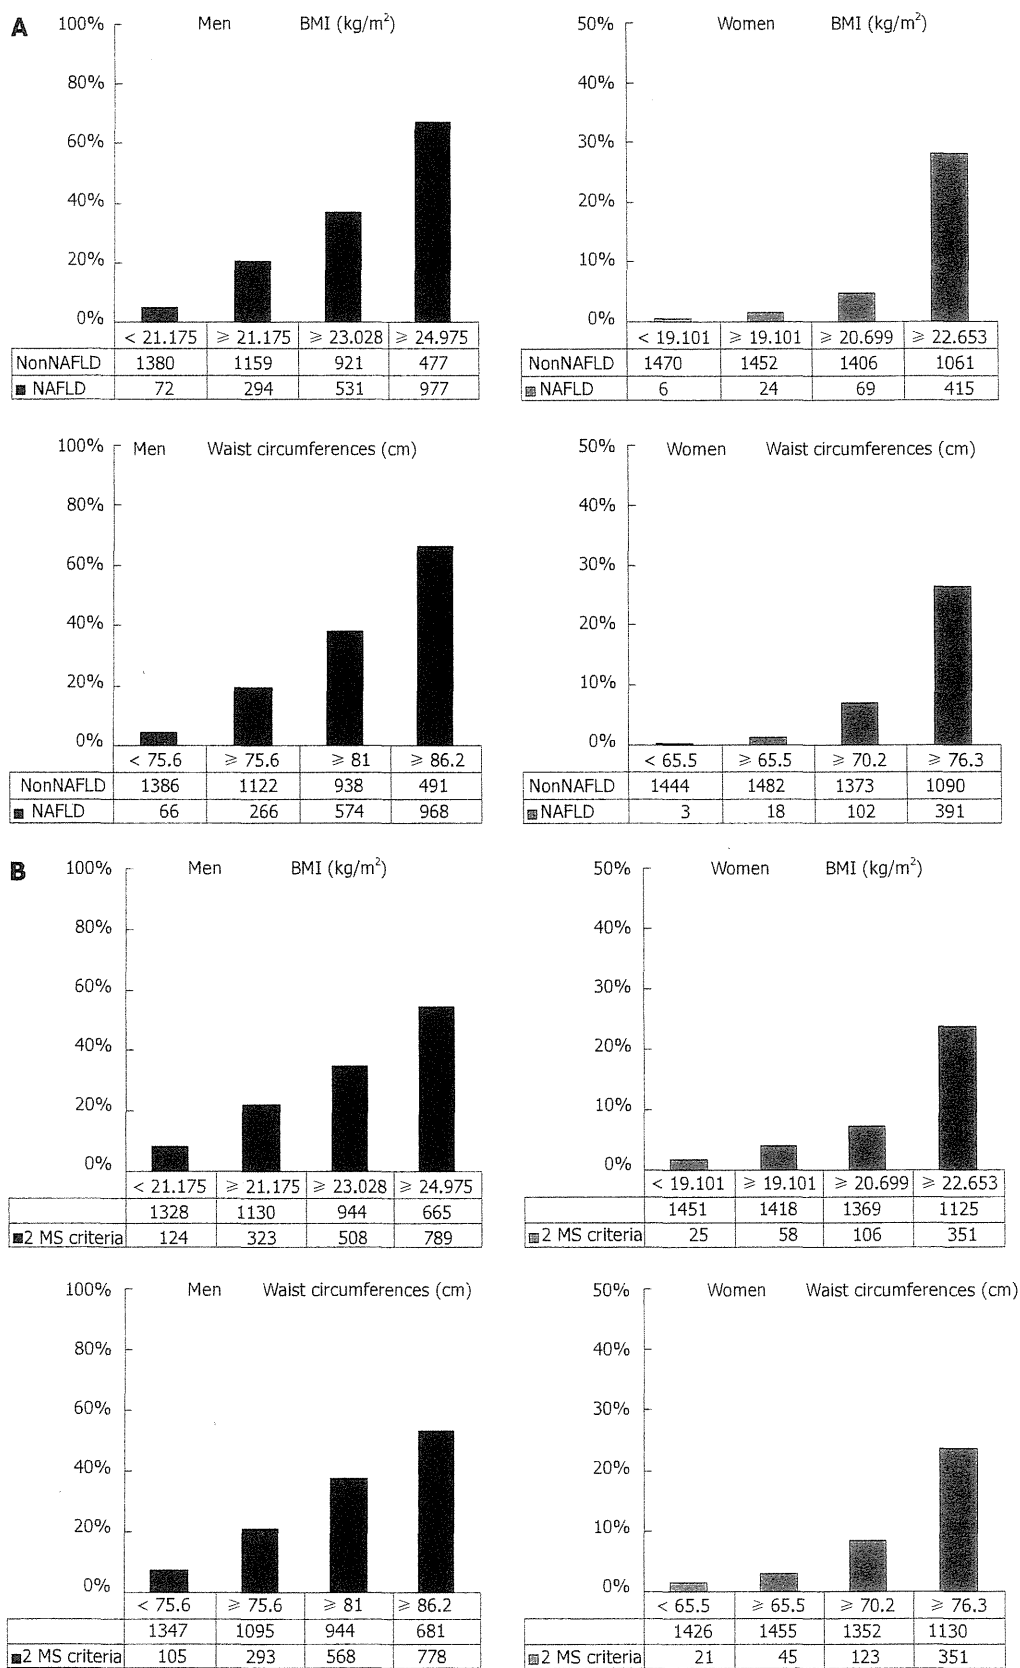 A
Men BMI (kg/m²)
100%
80%
60%
40%
20%
0%
< 21.175 ⩾ 21.175 ⩾ 23.028 ⩾ 24.975
NonNAFLD 1380 1159 921 477
NAFLD 72 294 531 977
Women BMI (kg/m²)
50%
40%
30%
20%
10%
0%
< 19.101 ⩾ 19.101 ⩾ 20.699 ⩾ 22.653
NonNAFLD 1470 1452 1406 1061
NAFLD 6 24 69 415
Men Waist circumferences (cm)
100%
80%
60%
40%
20%
0%
< 75.6 ⩾ 75.6 ⩾ 81 ⩾ 86.2
NonNAFLD 1386 1122 938 491
NAFLD 66 266 574 968
Women Waist circumferences (cm)
50%
40%
30%
20%
10%
0%
< 65.5 ⩾ 65.5 ⩾ 70.2 ⩾ 76.3
NonNAFLD 1444 1482 1373 1090
NAFLD 3 18 102 391
B
Men BMI (kg/m²)
100%
80%
60%
40%
20%
0%
< 21.175 ⩾ 21.175 ⩾ 23.028 ⩾ 24.975
1328 1130 944 665
2 MS criteria 124 323 508 789
Women BMI (kg/m²)
50%
40%
30%
20%
10%
0%
< 19.101 ⩾ 19.101 ⩾ 20.699 ⩾ 22.653
1451 1418 1369 1125
2 MS criteria 25 58 106 351
Men Waist circumferences (cm)
100%
80%
60%
40%
20%
0%
< 75.6 ⩾ 75.6 ⩾ 81 ⩾ 86.2
1347 1095 944 681
2 MS criteria 105 293 568 778
Women Waist circumferences (cm)
50%
40%
30%
20%
10%
0%
< 65.5 ⩾ 65.5 ⩾ 70.2 ⩾ 76.3
1426 1455 1352 1130
2 MS criteria 21 45 123 351